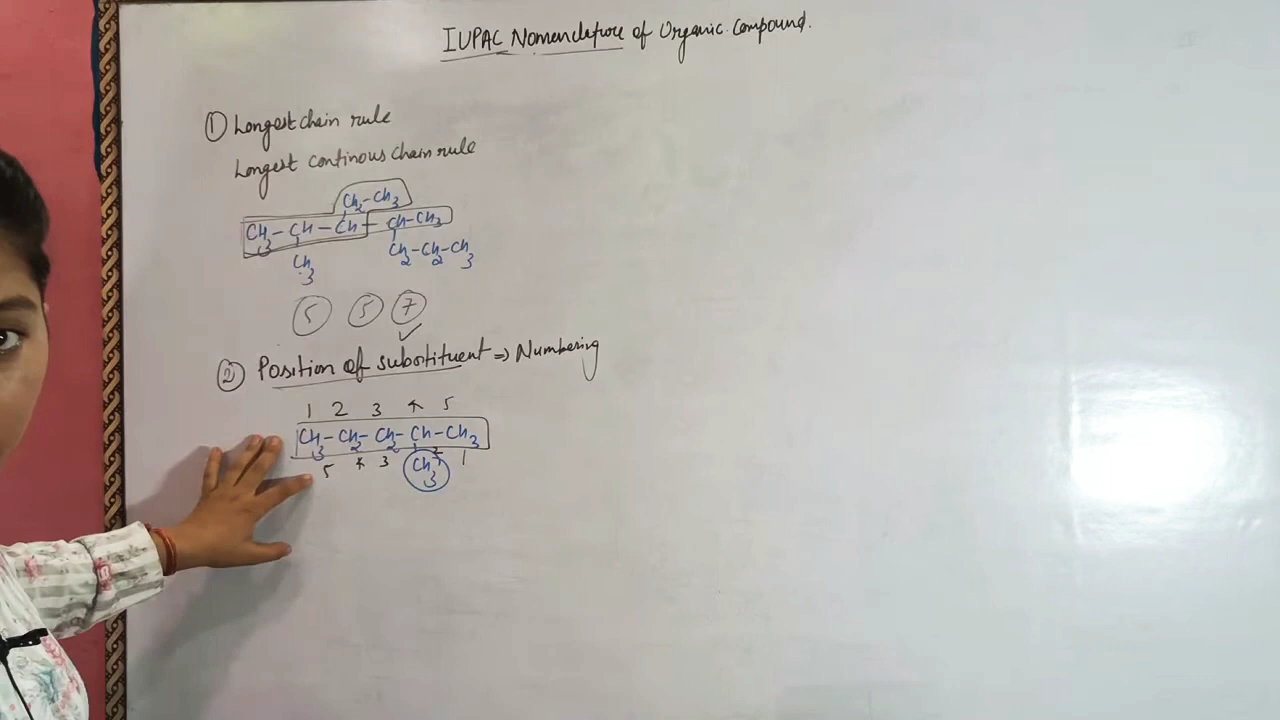 IUPAC Nomenclature of Organic Compound.
① Longest chain rule
Longest continous chain rule
CH₂-CH₃
CH₃-CH-CH-CH-CH₃
CH₃ CH₂-CH₂-CH₃
5 5 7 ✓
② Position of substituent ⇒ Numbering
1 2 3 4 5
CH₃-CH₂-CH₂-CH-CH₃
5 4 3 2 1
CH₃